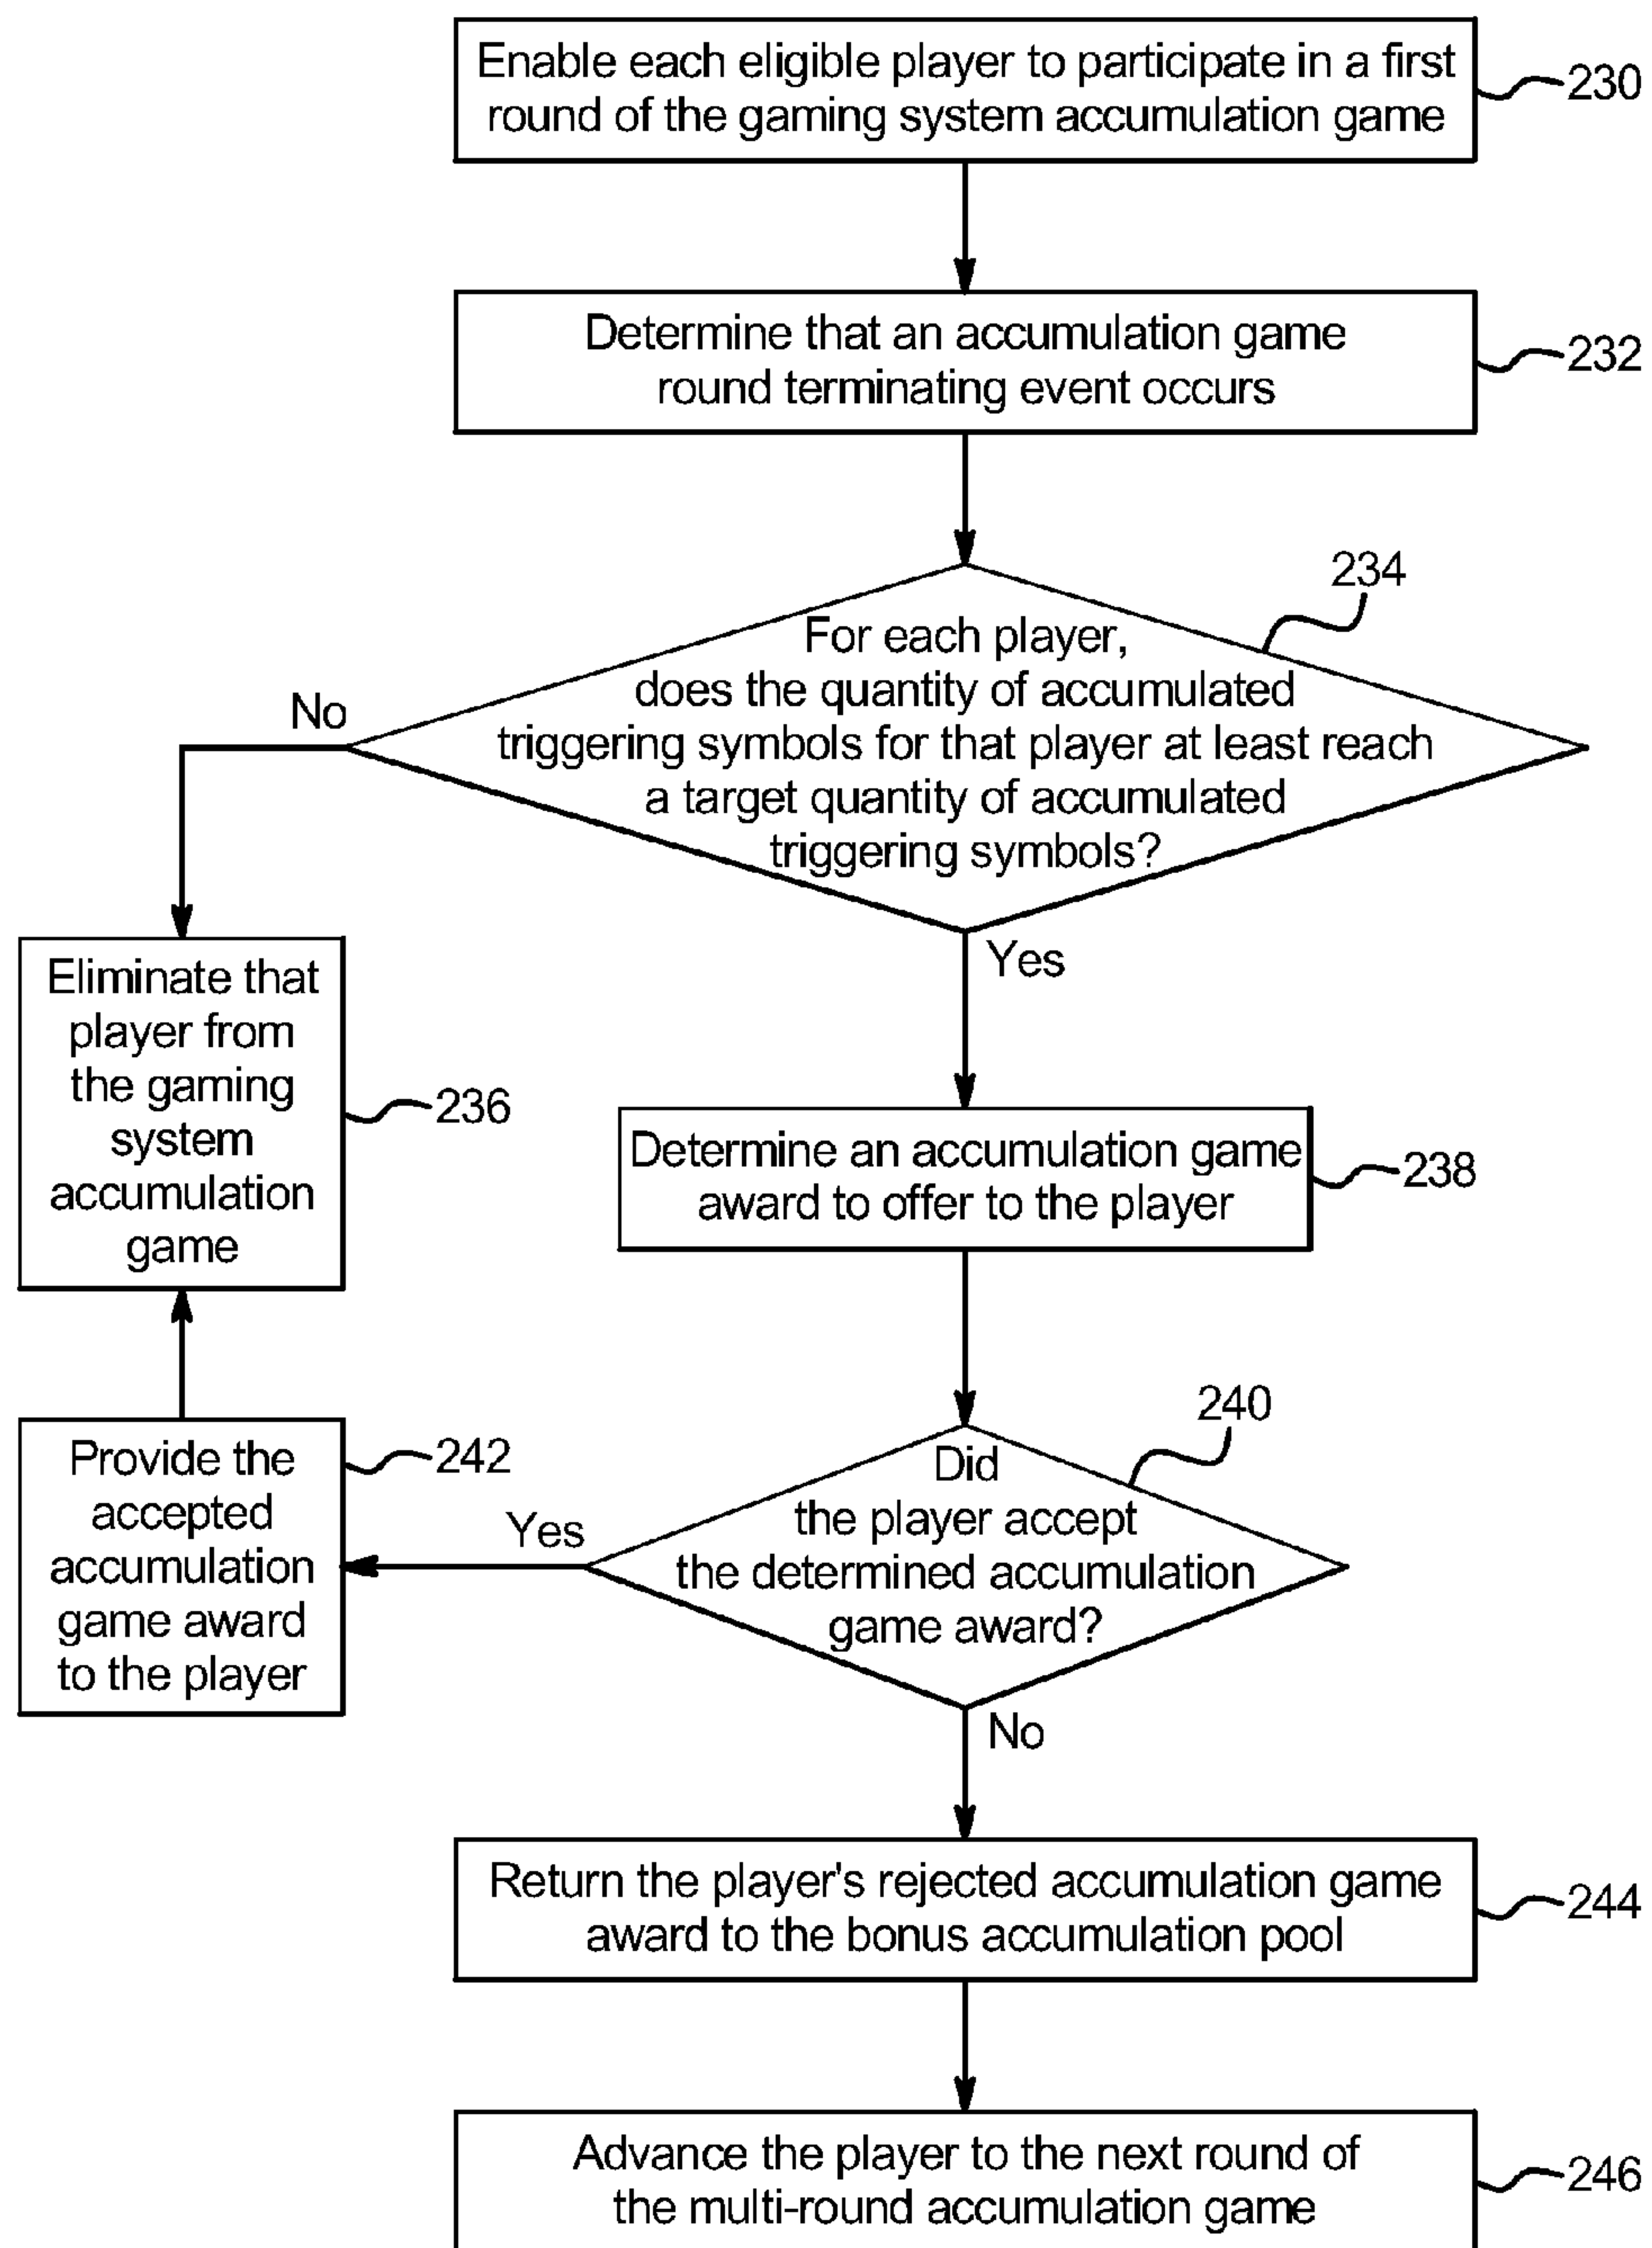 Enable each eligible player to participate in a first
round of the gaming system accumulation game
230
Determine that an accumulation game
round terminating event occurs
232
234
For each player,
does the quantity of accumulated
triggering symbols for that player at least reach
a target quantity of accumulated
triggering symbols?
No
Yes
Eliminate that
player from
the gaming
system
accumulation
game
236
Determine an accumulation game
award to offer to the player
238
240
Did
the player accept
the determined accumulation
game award?
Yes
No
Provide the
accepted
accumulation
game award
to the player
242
Return the player's rejected accumulation game
award to the bonus accumulation pool
244
Advance the player to the next round of
the multi-round accumulation game
246